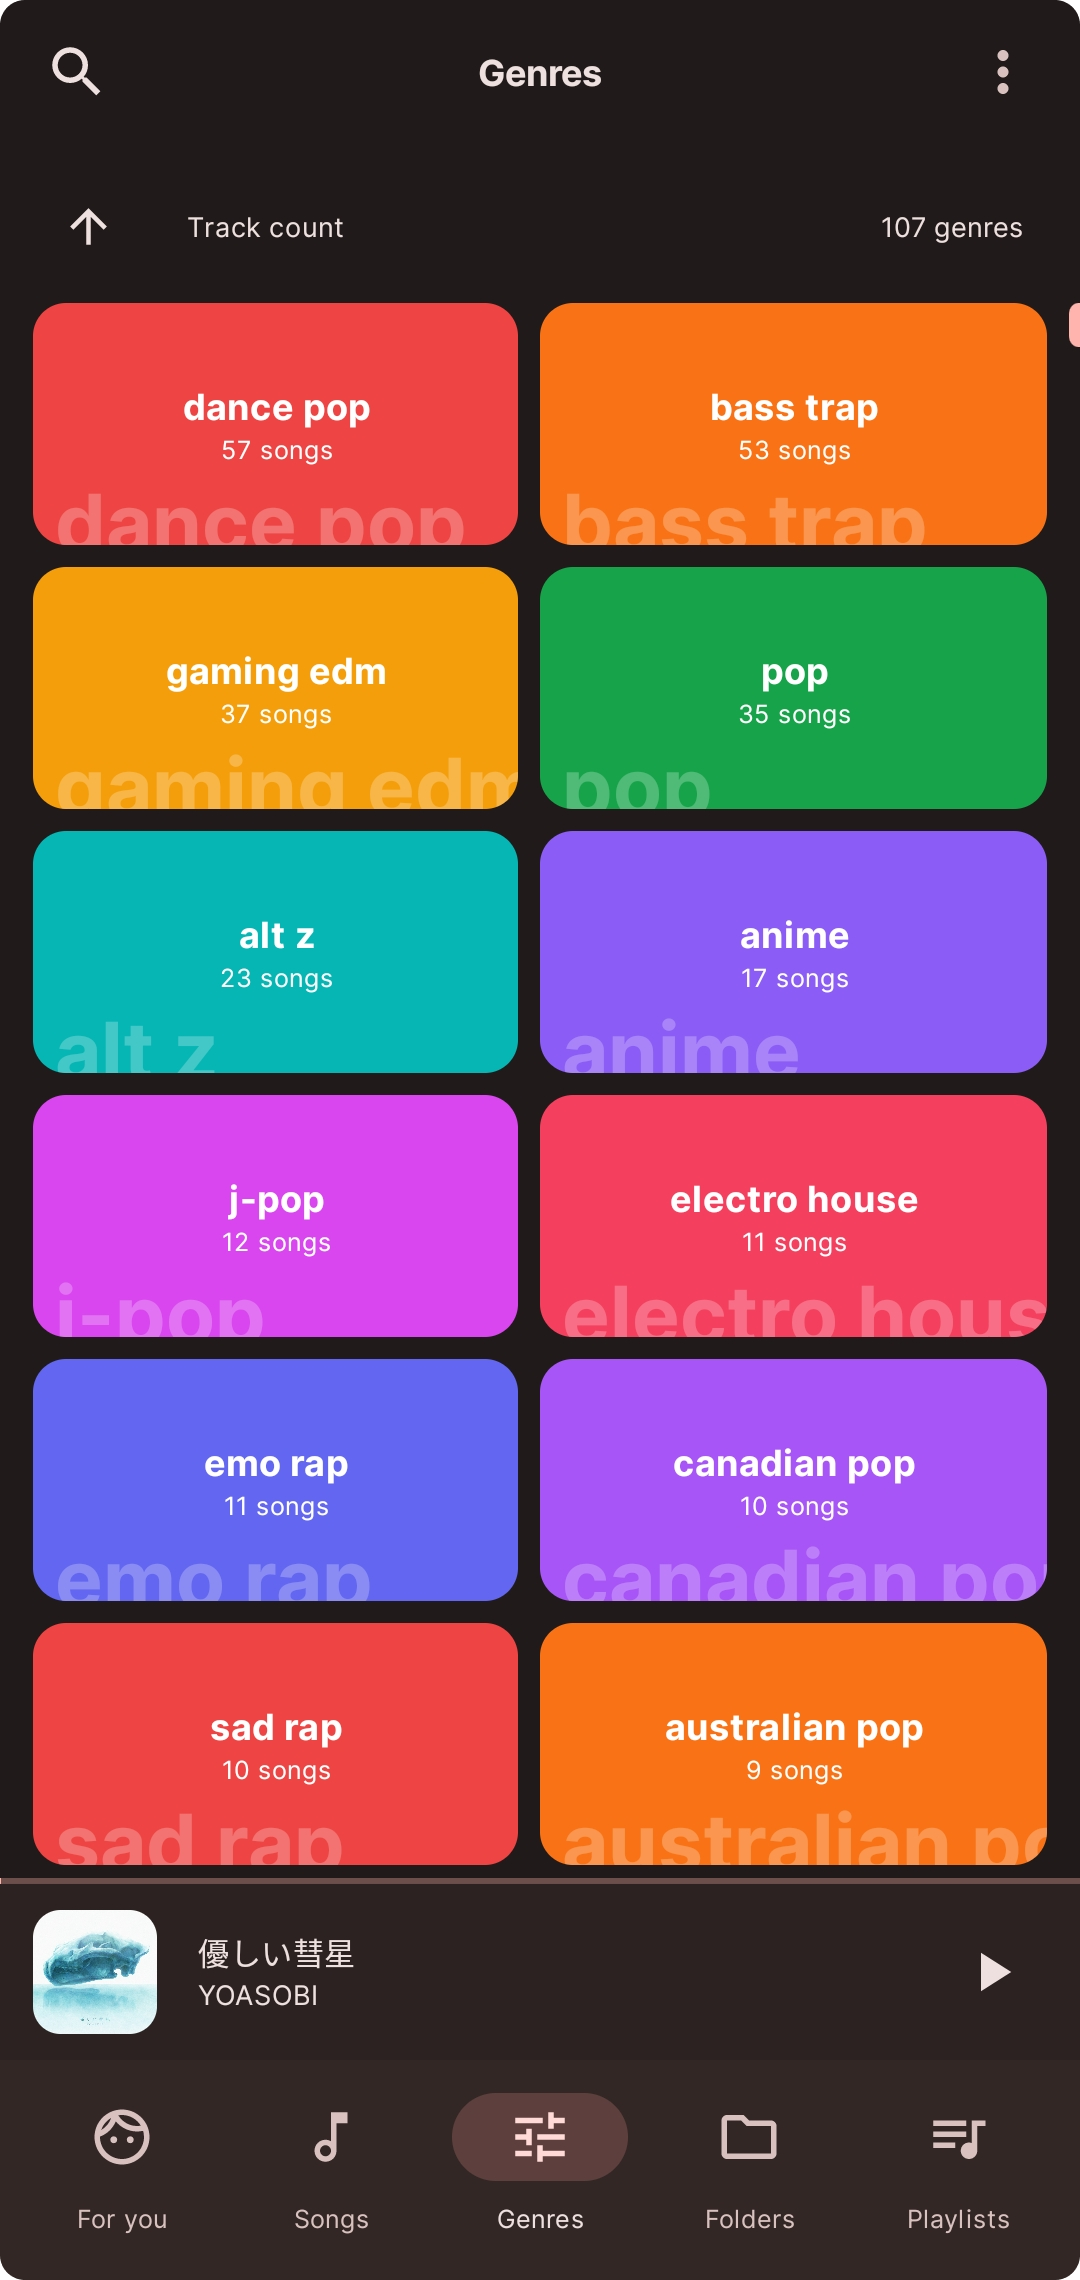 Genres
Track count
107 genres
dance pop
57 songs
dance pop
bass trap
53 songs
bass trap
gaming edm
37 songs
gaming edm
pop
35 songs
pop
alt z
23 songs
alt z
anime
17 songs
anime
j-pop
12 songs
j-pop
electro house
11 songs
electro hous
emo rap
11 songs
emo rap
canadian pop
10 songs
canadian pop
sad rap
10 songs
sad rap
australian pop
9 songs
australian po
優しい彗星
YOASOBI
For you
Songs
Genres
Folders
Playlists